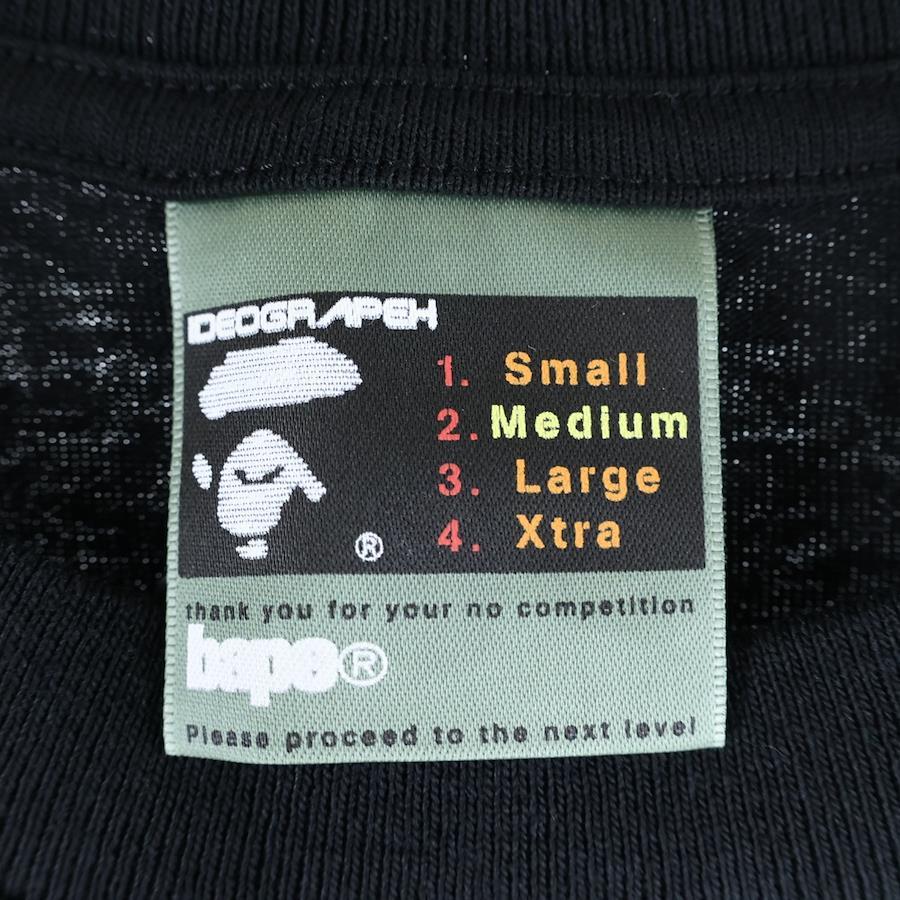 IDEOGRAPEH
1. Small
2. Medium
3. Large
4. Xtra
®
thank you for your no competition
bape®
Please proceed to the next level